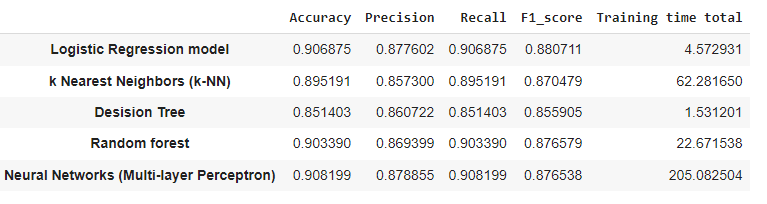 Accuracy Precision Recall F1_score Training time total
Logistic Regression model 0.906875 0.877602 0.906875 0.880711 4.572931
k Nearest Neighbors (k-NN) 0.895191 0.857300 0.895191 0.870479 62.281650
Desision Tree 0.851403 0.860722 0.851403 0.855905 1.531201
Random forest 0.903390 0.869399 0.903390 0.876579 22.671538
Neural Networks (Multi-layer Perceptron) 0.908199 0.878855 0.908199 0.876538 205.082504